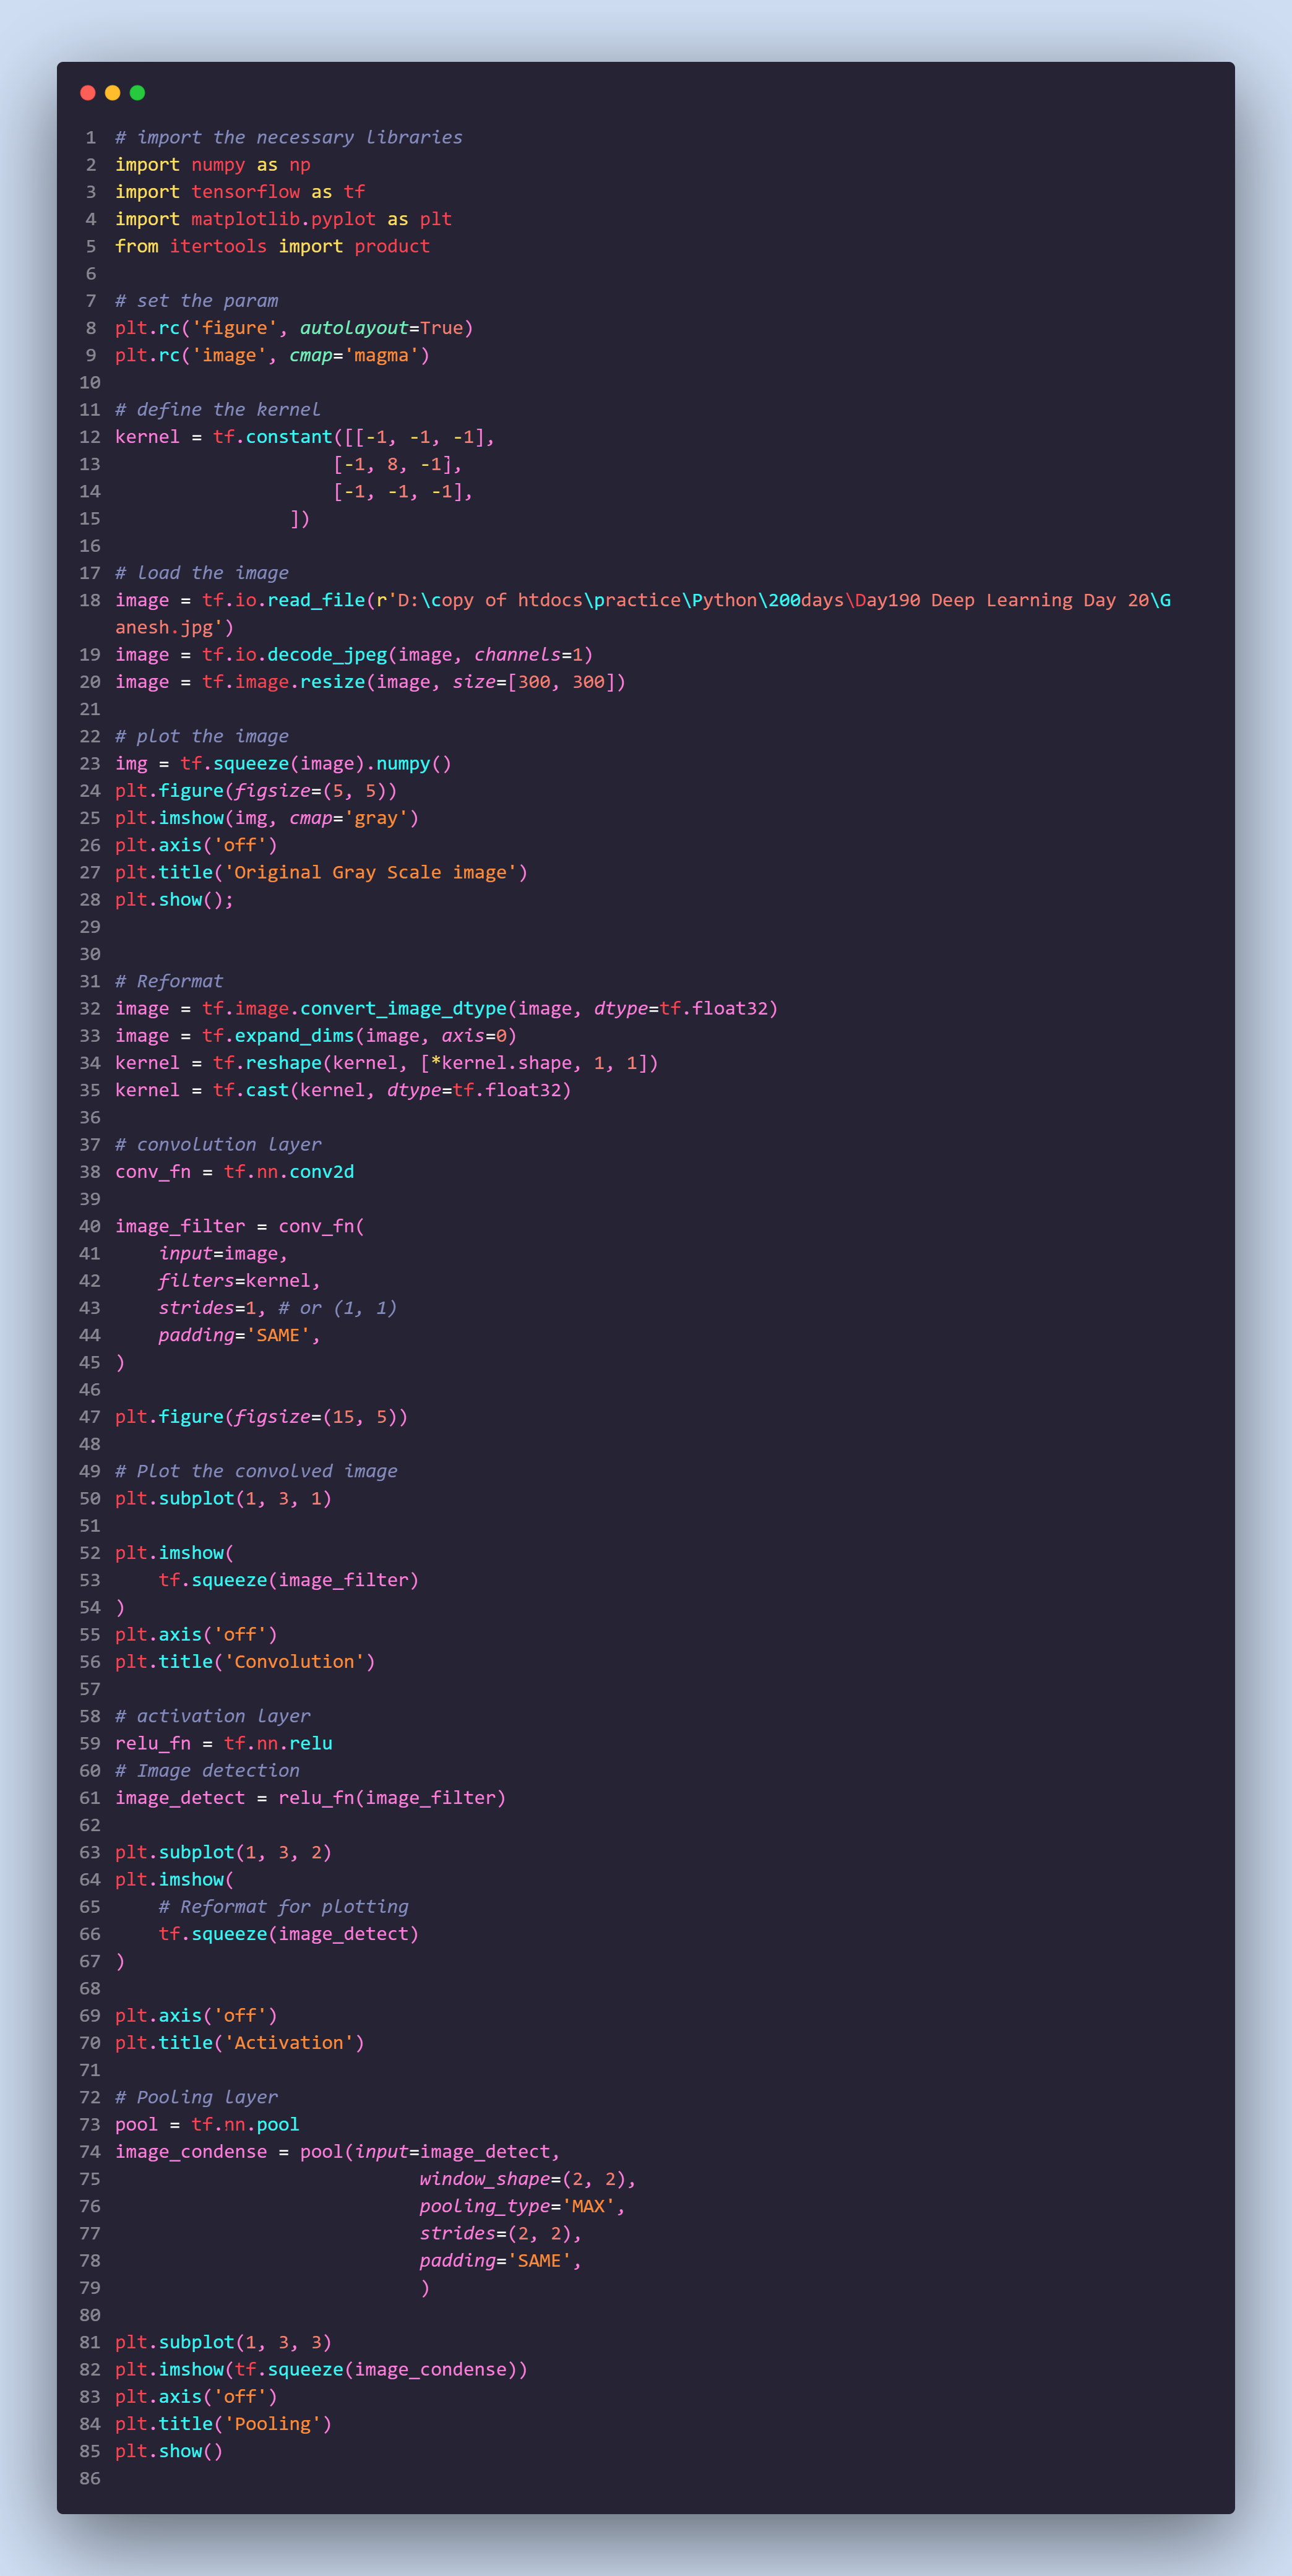 1 # import the necessary libraries
2 import numpy as np
3 import tensorflow as tf
4 import matplotlib.pyplot as plt
5 from itertools import product
6
7 # set the param
8 plt.rc('figure', autolayout=True)
9 plt.rc('image', cmap='magma')
10
11 # define the kernel
12 kernel = tf.constant([[-1, -1, -1],
13                     [-1, 8, -1],
14                     [-1, -1, -1],
15                 ])
16
17 # load the image
18 image = tf.io.read_file(r'D:\copy of htdocs\practice\Python\200days\Day190 Deep Learning Day 20\G
anesh.jpg')
19 image = tf.io.decode_jpeg(image, channels=1)
20 image = tf.image.resize(image, size=[300, 300])
21
22 # plot the image
23 img = tf.squeeze(image).numpy()
24 plt.figure(figsize=(5, 5))
25 plt.imshow(img, cmap='gray')
26 plt.axis('off')
27 plt.title('Original Gray Scale image')
28 plt.show();
29
30
31 # Reformat
32 image = tf.image.convert_image_dtype(image, dtype=tf.float32)
33 image = tf.expand_dims(image, axis=0)
34 kernel = tf.reshape(kernel, [*kernel.shape, 1, 1])
35 kernel = tf.cast(kernel, dtype=tf.float32)
36
37 # convolution layer
38 conv_fn = tf.nn.conv2d
39
40 image_filter = conv_fn(
41     input=image,
42     filters=kernel,
43     strides=1, # or (1, 1)
44     padding='SAME',
45 )
46
47 plt.figure(figsize=(15, 5))
48
49 # Plot the convolved image
50 plt.subplot(1, 3, 1)
51
52 plt.imshow(
53     tf.squeeze(image_filter)
54 )
55 plt.axis('off')
56 plt.title('Convolution')
57
58 # activation layer
59 relu_fn = tf.nn.relu
60 # Image detection
61 image_detect = relu_fn(image_filter)
62
63 plt.subplot(1, 3, 2)
64 plt.imshow(
65     # Reformat for plotting
66     tf.squeeze(image_detect)
67 )
68
69 plt.axis('off')
70 plt.title('Activation')
71
72 # Pooling layer
73 pool = tf.nn.pool
74 image_condense = pool(input=image_detect,
75                             window_shape=(2, 2),
76                             pooling_type='MAX',
77                             strides=(2, 2),
78                             padding='SAME',
79                             )
80
81 plt.subplot(1, 3, 3)
82 plt.imshow(tf.squeeze(image_condense))
83 plt.axis('off')
84 plt.title('Pooling')
85 plt.show()
86